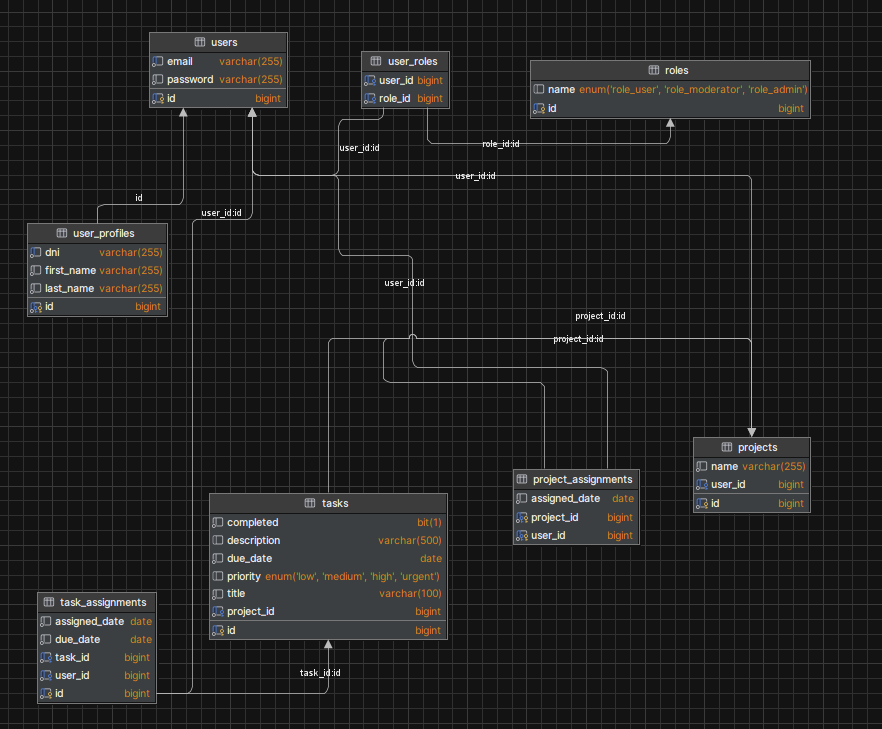 users
email varchar(255)
password varchar(255)
id bigint
user_roles
user_id bigint
role_id bigint
roles
name enum('role_user', 'role_moderator', 'role_admin')
id bigint
user_id:id
role_id:id
user_id:id
id
user_id:id
user_profiles
dni varchar(255)
first_name varchar(255)
last_name varchar(255)
id bigint
user_id:id
project_id:id
project_id:id
projects
name varchar(255)
user_id bigint
id bigint
project_assignments
assigned_date date
project_id bigint
user_id bigint
tasks
completed bit(1)
description varchar(500)
due_date date
priority enum('low', 'medium', 'high', 'urgent')
title varchar(100)
project_id bigint
id bigint
task_assignments
assigned_date date
due_date date
task_id bigint
user_id bigint
id bigint
task_id:id